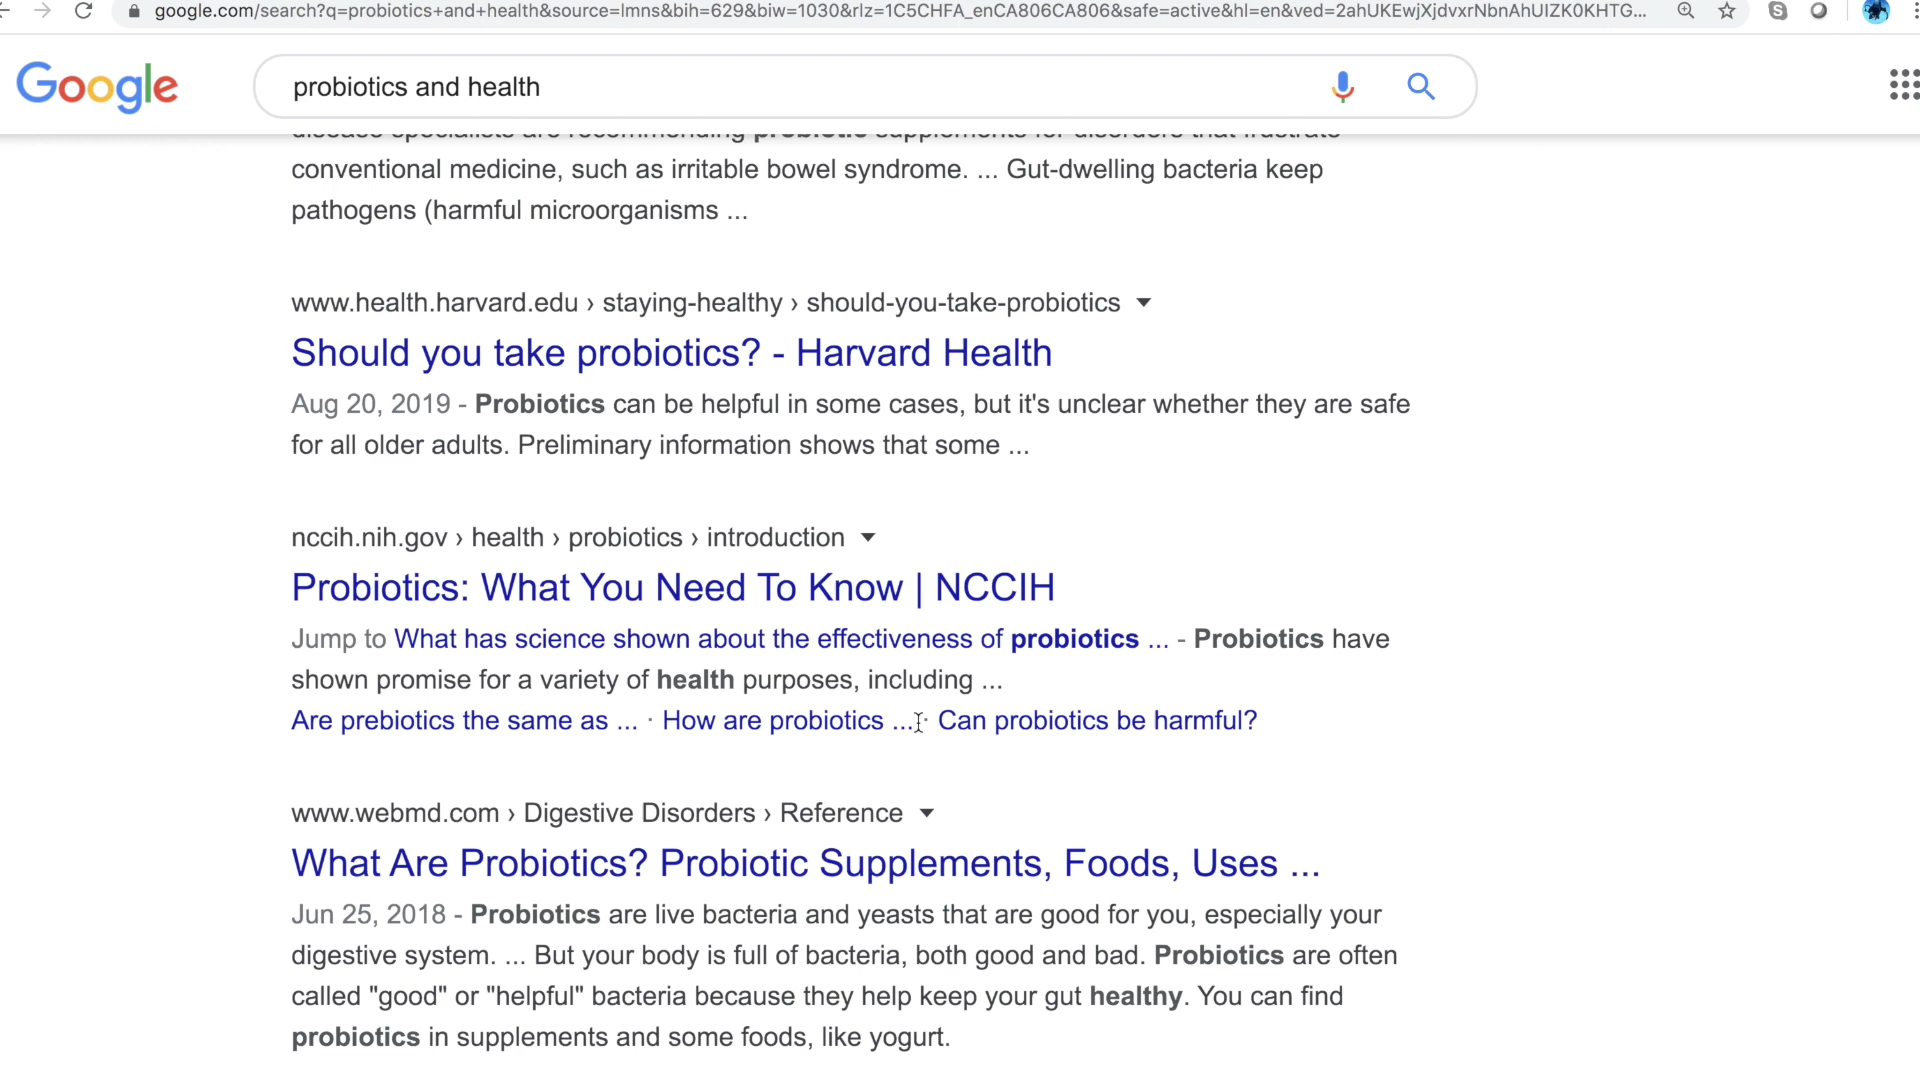 google.com/search?q=probiotics+and+health&source=lmns&bih=629&biw=1030&rlz=1C5CHFA_enCA806CA806&safe=active&hl=en&ved=2ahUKEwjXjdvxrNbnAhUIZK0KHTG...
Google
probiotics and health
disease specialists are recommending probiotic supplements for disorders that frustrate
conventional medicine, such as irritable bowel syndrome. ... Gut-dwelling bacteria keep
pathogens (harmful microorganisms ...
www.health.harvard.edu › staying-healthy › should-you-take-probiotics
Should you take probiotics? - Harvard Health
Aug 20, 2019 - Probiotics can be helpful in some cases, but it's unclear whether they are safe
for all older adults. Preliminary information shows that some ...
nccih.nih.gov › health › probiotics › introduction
Probiotics: What You Need To Know | NCCIH
Jump to What has science shown about the effectiveness of probiotics ... - Probiotics have
shown promise for a variety of health purposes, including ...
Are prebiotics the same as ... · How are probiotics ... · Can probiotics be harmful?
www.webmd.com › Digestive Disorders › Reference
What Are Probiotics? Probiotic Supplements, Foods, Uses ...
Jun 25, 2018 - Probiotics are live bacteria and yeasts that are good for you, especially your
digestive system. ... But your body is full of bacteria, both good and bad. Probiotics are often
called "good" or "helpful" bacteria because they help keep your gut healthy. You can find
probiotics in supplements and some foods, like yogurt.